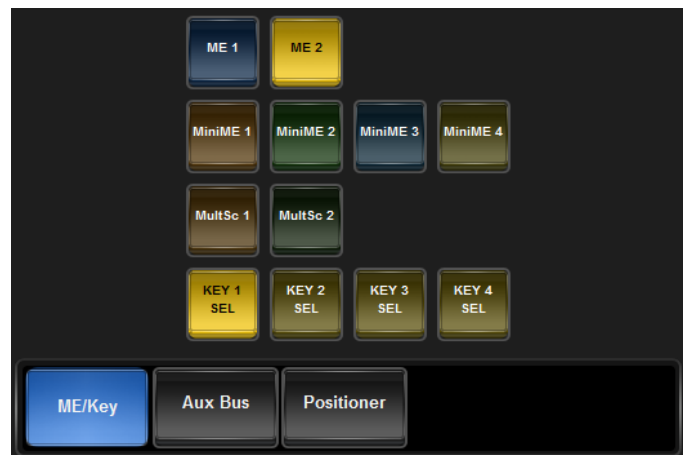 ME 1 ME 2
MiniME 1 MiniME 2 MiniME 3 MiniME 4
MultSc 1 MultSc 2
KEY 1 KEY 2 KEY 3 KEY 4
SEL SEL SEL SEL
ME/Key Aux Bus Positioner